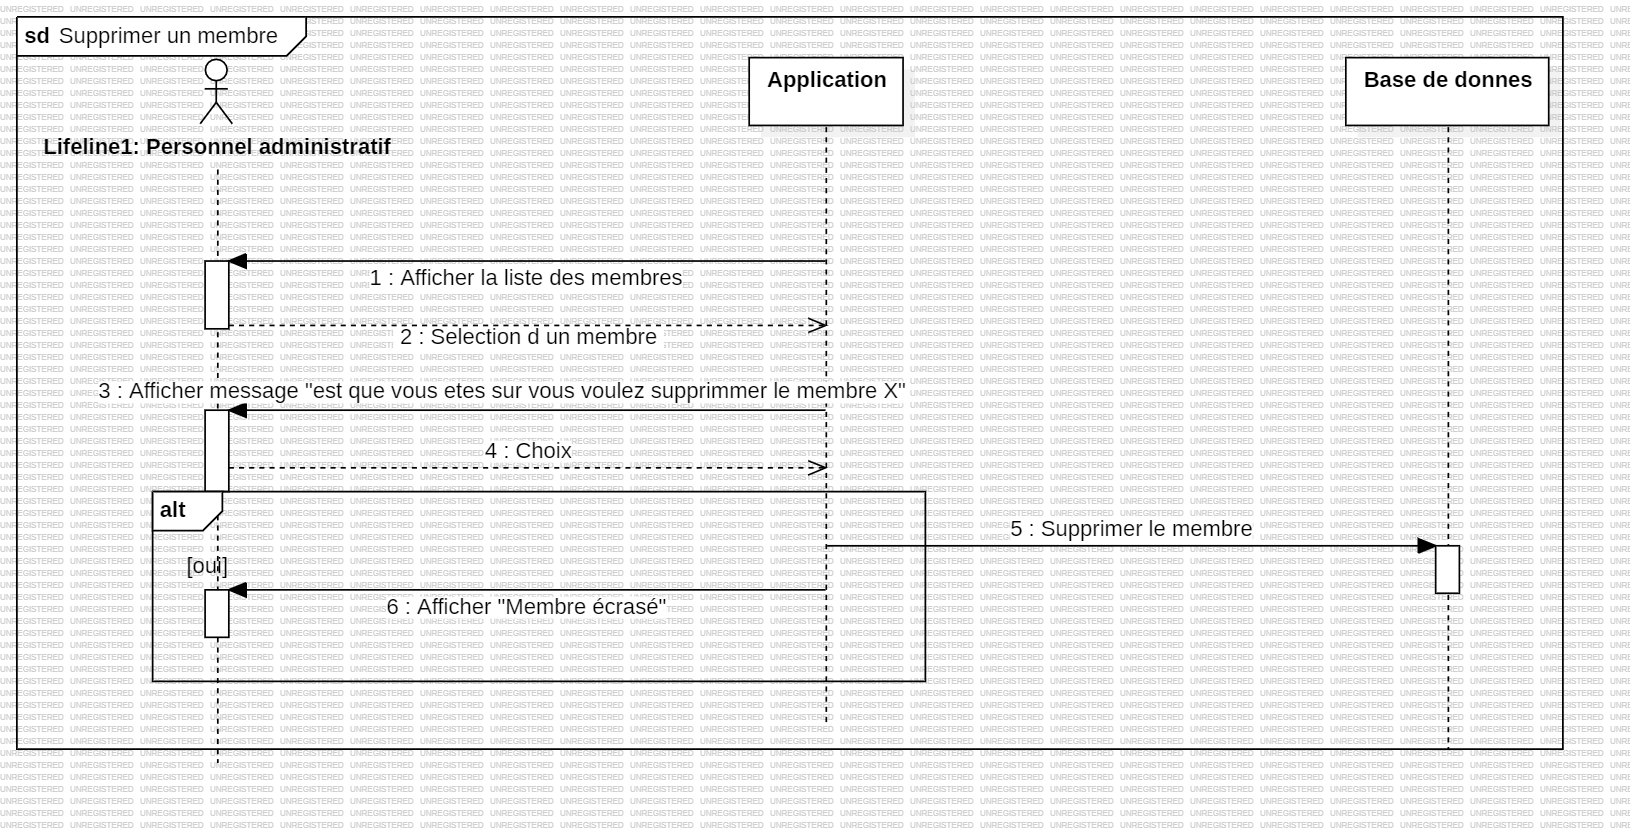 sd Supprimer un membre
Application
Base de donnes
Lifeline1: Personnel administratif
1 : Afficher la liste des membres
2 : Selection d un membre
3 : Afficher message "est que vous etes sur vous voulez supprimmer le membre X"
4 : Choix
alt
5 : Supprimer le membre
[oui]
6 : Afficher "Membre écrasé"
UNREGISTERED